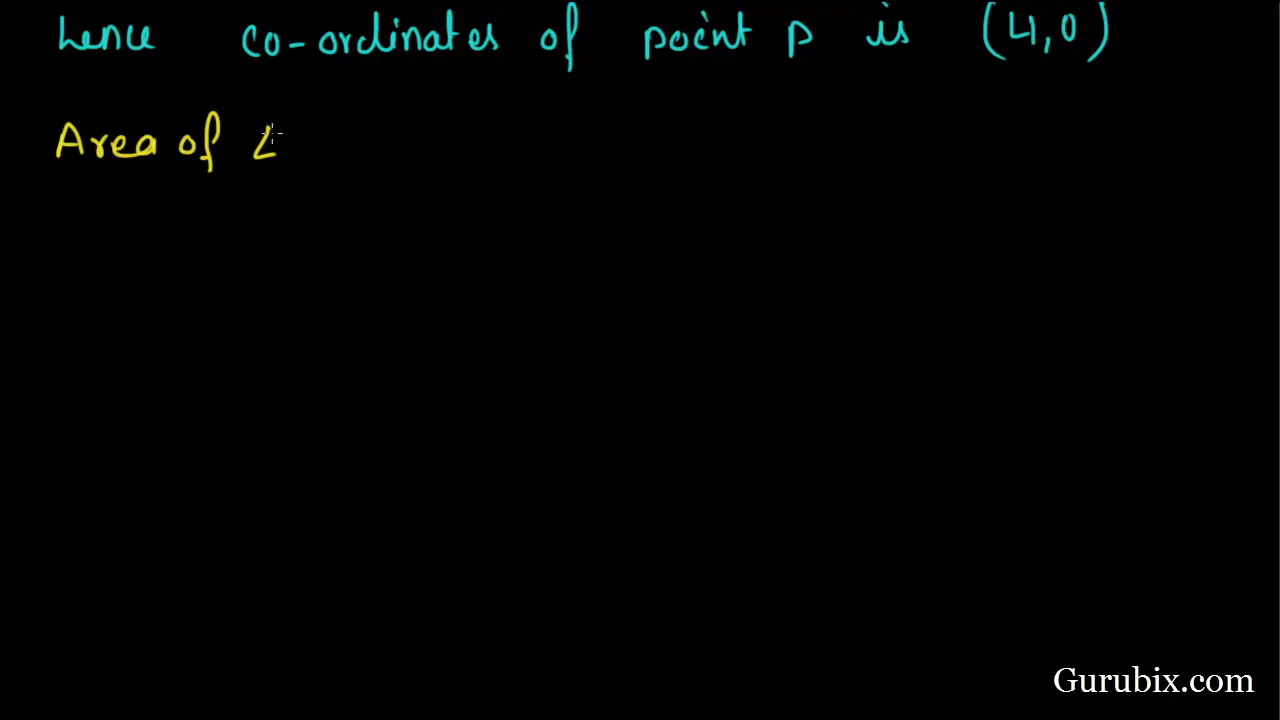 hence co-ordinates of point p is (4,0)
Area of
Gurubix.com